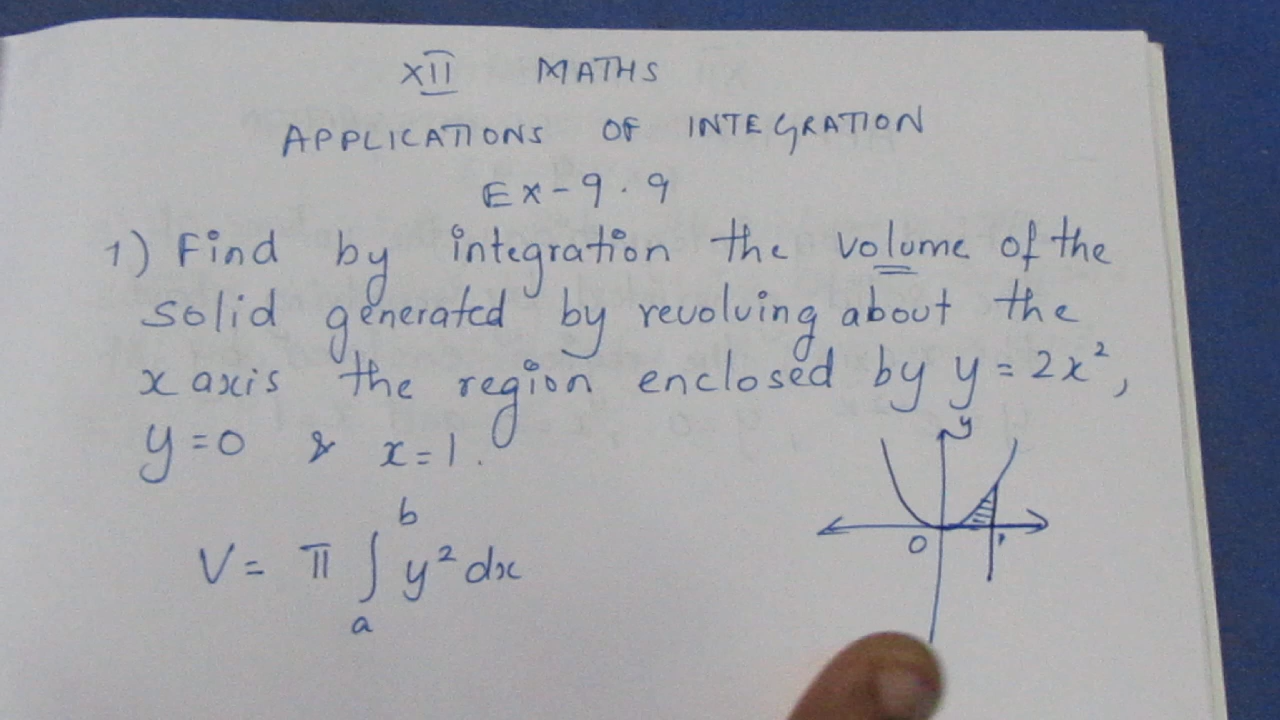 XII MATHS
APPLICATIONS OF INTEGRATION
EX-9.9
1) Find by integration the volume of the
solid generated by revolving about the
x axis the region enclosed by y = 2x²,
y=0 & x=1.
y
0 1
b
V = π ∫ y² dx
a